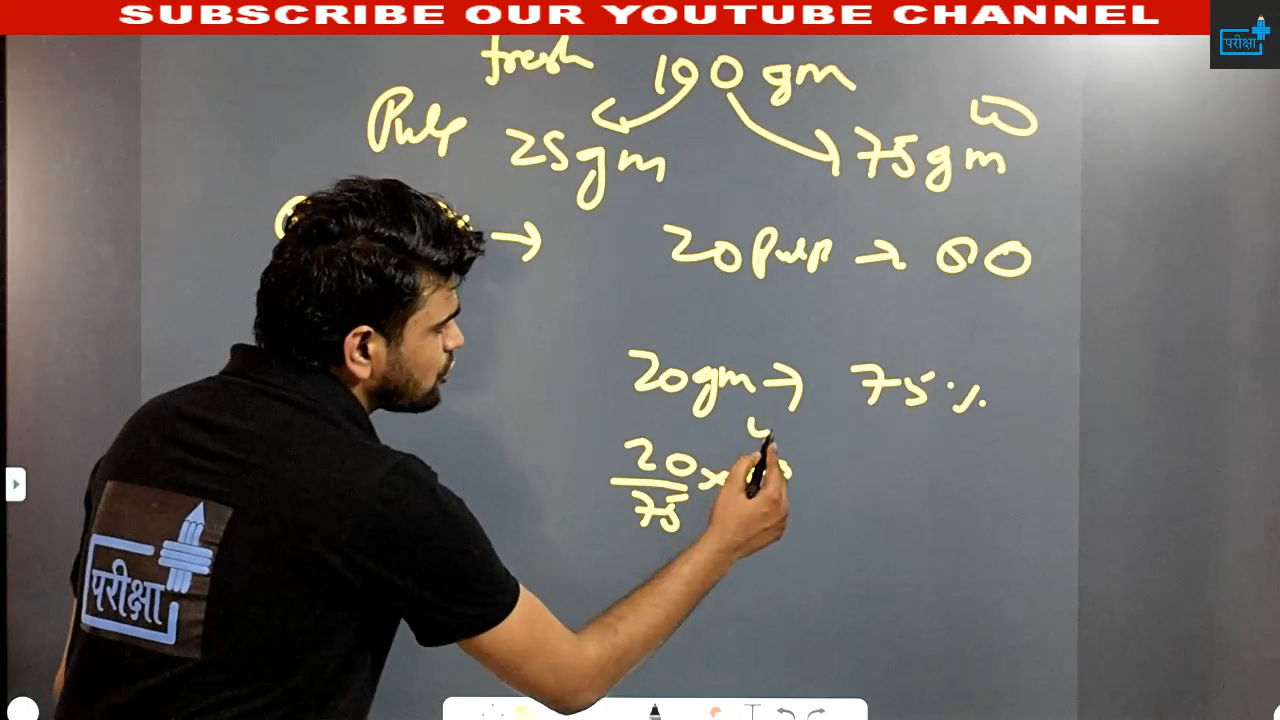 SUBSCRIBE OUR YOUTUBE CHANNEL
परीक्षा
fresh 100 gm
Pulp 25gm 75gm W
→ 20 Pulp → 80
20gm → 75%
20/75 ×
परीक्षा